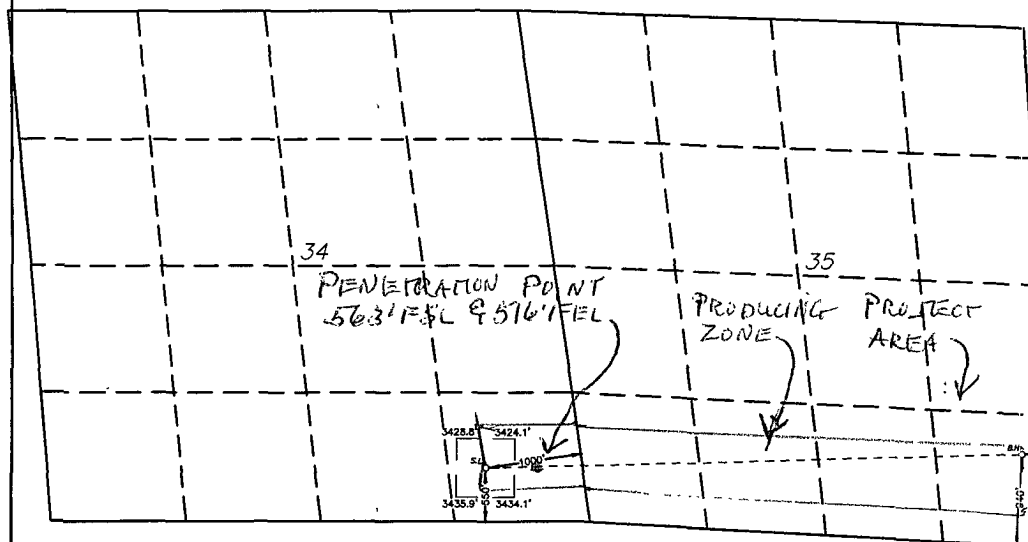 34
35
PENETRATION POINT
563' FSL & 576' FEL
PRODUCING
ZONE
PROJECT
AREA
3428.8' 3424.1'
S.L.
1000'
550'
3435.9' 3434.1'
B.H.